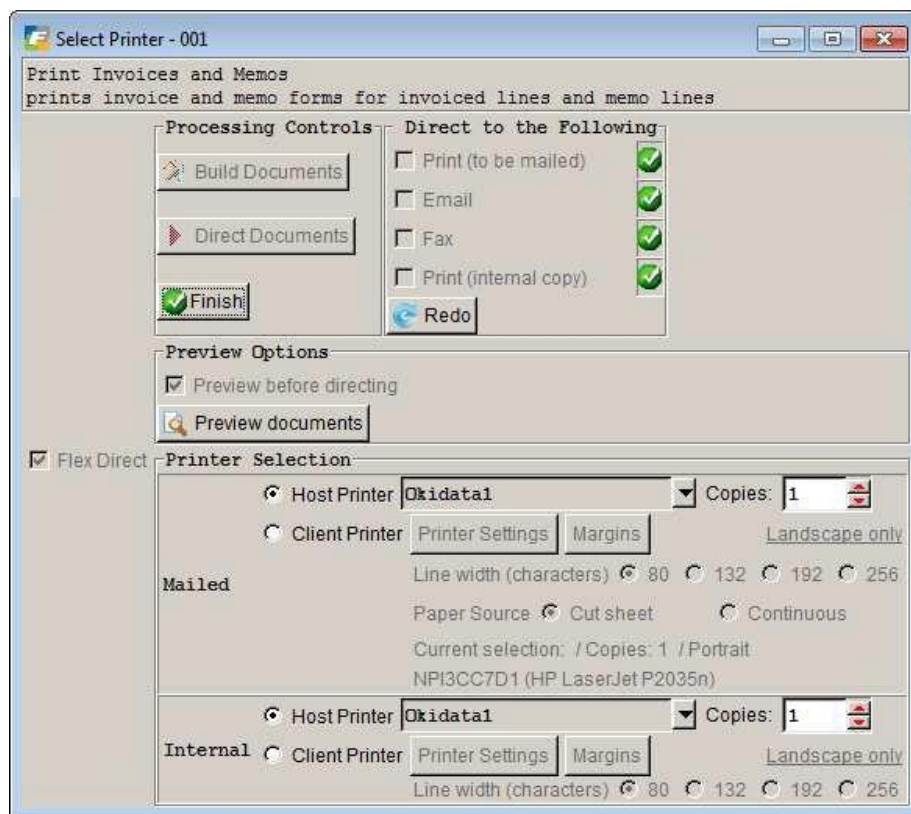 Select Printer - 001
Print Invoices and Memos
prints invoice and memo forms for invoiced lines and memo lines
Processing Controls
Build Documents
Direct Documents
Finish
Direct to the Following
Print (to be mailed)
Email
Fax
Print (internal copy)
Redo
Preview Options
Preview before directing
Preview documents
Flex Direct
Printer Selection
Mailed
Host Printer Okidata1 Copies: 1
Client Printer Printer Settings Margins Landscape only
Line width (characters) 80 132 192 256
Paper Source Cut sheet Continuous
Current selection: / Copies: 1 / Portrait
NPI3CC7D1 (HP LaserJet P2035n)
Internal
Host Printer Okidata1 Copies: 1
Client Printer Printer Settings Margins Landscape only
Line width (characters) 80 132 192 256